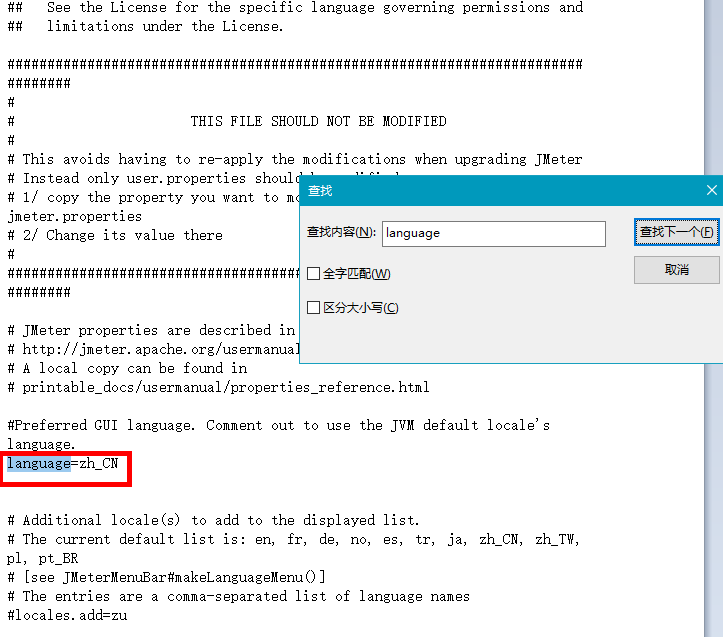 ##   See the License for the specific language governing permissions and
##   limitations under the License.
########################################################################
########
#
#                      THIS FILE SHOULD NOT BE MODIFIED
#
# This avoids having to re-apply the modifications when upgrading JMeter
# Instead only user.properties should
# 1/ copy the property you want to
jmeter.properties
# 2/ Change its value there
#
#####################################
########
# JMeter properties are described in
# http://jmeter.apache.org/usermanual
# A local copy can be found in
# printable_docs/usermanual/properties_reference.html
#Preferred GUI language. Comment out to use the JVM default locale's
language.
language=zh_CN
# Additional locale(s) to add to the displayed list.
# The current default list is: en, fr, de, no, es, tr, ja, zh_CN, zh_TW,
pl, pt_BR
# [see JMeterMenuBar#makeLanguageMenu()]
# The entries are a comma-separated list of language names
#locales.add=zu
查找
查找内容(N): language 查找下一个(F)
全字匹配(W) 取消
区分大小写(C)